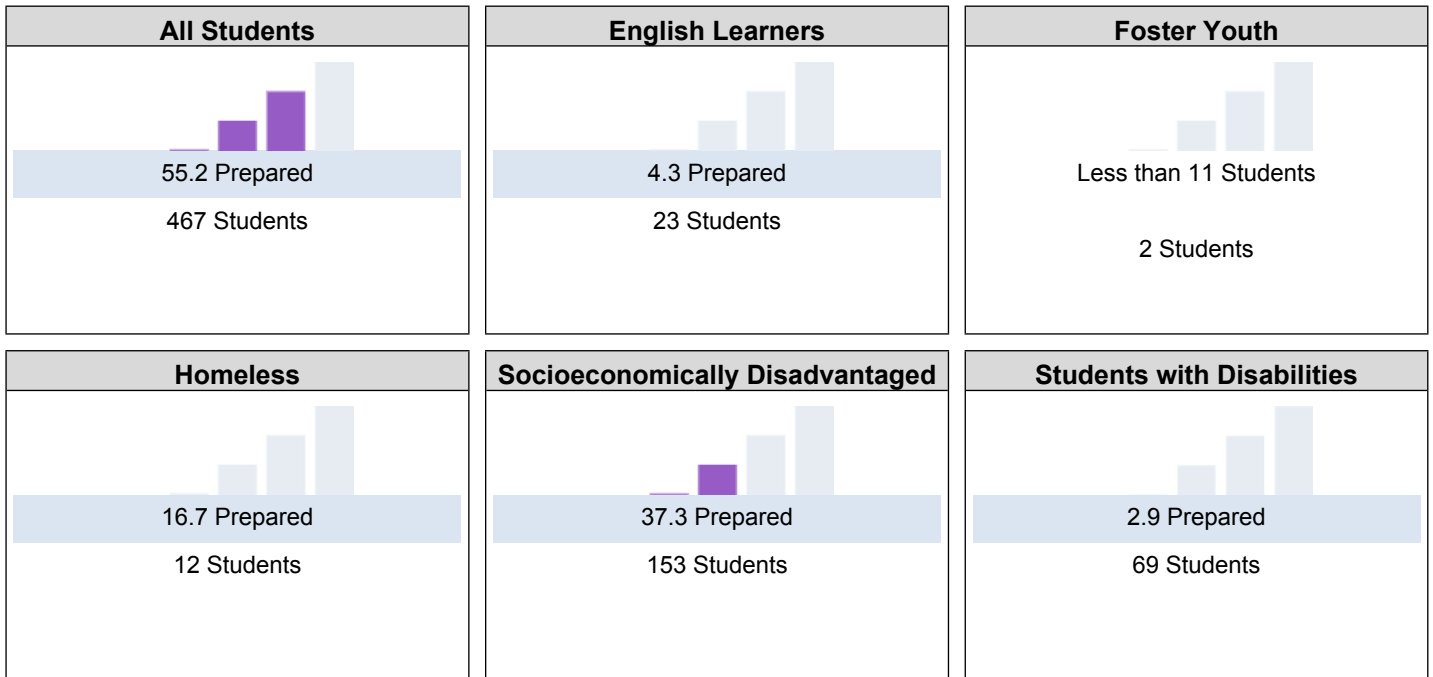 All Students
55.2 Prepared
467 Students
English Learners
4.3 Prepared
23 Students
Foster Youth
Less than 11 Students
2 Students
Homeless
16.7 Prepared
12 Students
Socioeconomically Disadvantaged
37.3 Prepared
153 Students
Students with Disabilities
2.9 Prepared
69 Students